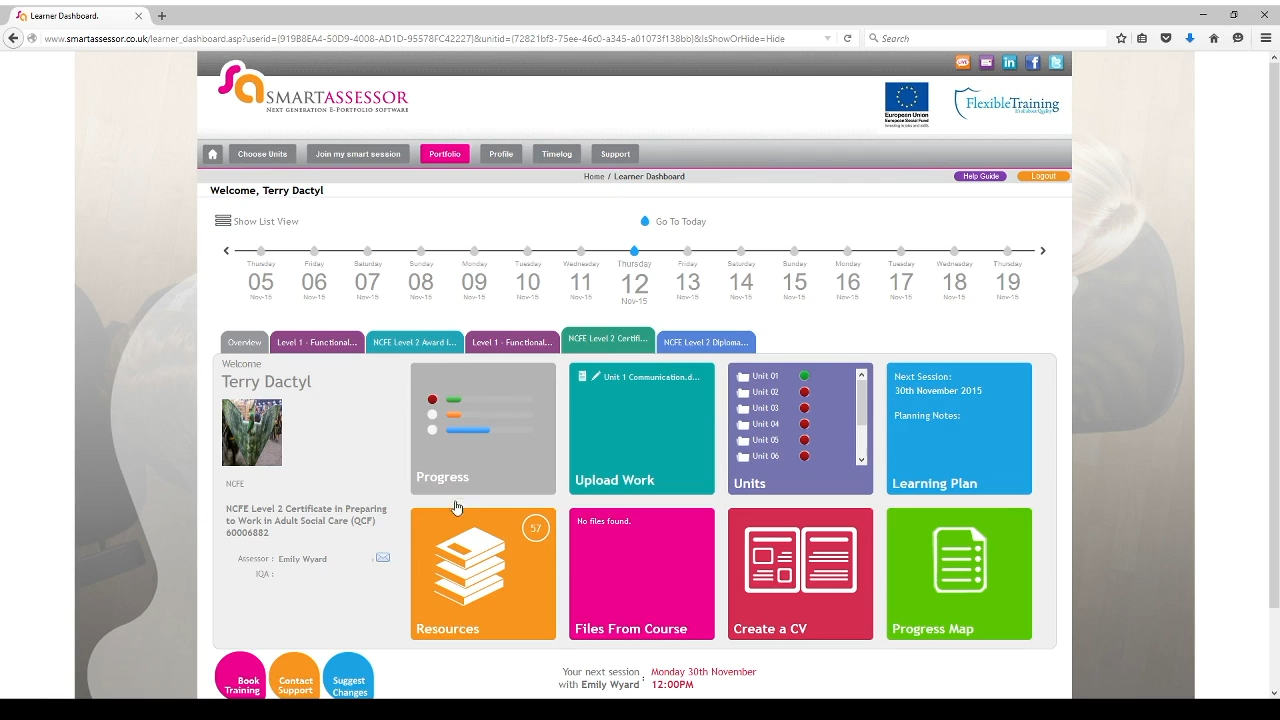 Learner Dashboard.
www.smartassessor.co.uk/learner_dashboard.asp?userid={919B8EA4-50D9-4008-AD1D-95578FC42227}&unitid={72821bf3-75ee-46c0-a345-a01073f138bb}&IsShowOrHide=Hide
Search
SMARTASSESSOR
NEXT GENERATION E-PORTFOLIO SOFTWARE
European Union
European Social Fund
Investing in jobs and skills
FlexibleTraining
Choose Units
Join my smart session
Portfolio
Profile
Timelog
Support
Home / Learner Dashboard
Help Guide
Logout
Welcome, Terry Dactyl
Show List View
Go To Today
Thursday Friday Saturday Sunday Monday Tuesday Wednesday Thursday Friday Saturday Sunday Monday Tuesday Wednesday Thursday
05 06 07 08 09 10 11 12 13 14 15 16 17 18 19
Nov-15 Nov-15 Nov-15 Nov-15 Nov-15 Nov-15 Nov-15 Nov-15 Nov-15 Nov-15 Nov-15 Nov-15 Nov-15 Nov-15 Nov-15
Overview
Level 1 - Functional...
NCFE Level 2 Award i...
Level 1 - Functional...
NCFE Level 2 Certifi...
NCFE Level 2 Diploma...
Welcome
Terry Dactyl
NCFE
NCFE Level 2 Certificate in Preparing
to Work in Adult Social Care (QCF)
60006882
Assessor : Emily Wyard
IQA :
Progress
Unit 1 Communication.d...
Upload Work
Unit 01
Unit 02
Unit 03
Unit 04
Unit 05
Unit 06
Units
Next Session:
30th November 2015
Planning Notes:
Learning Plan
57
Resources
No files found.
Files From Course
Create a CV
Progress Map
Book
Training
Contact
Support
Suggest
Changes
Your next session : Monday 30th November
with Emily Wyard 12:00PM